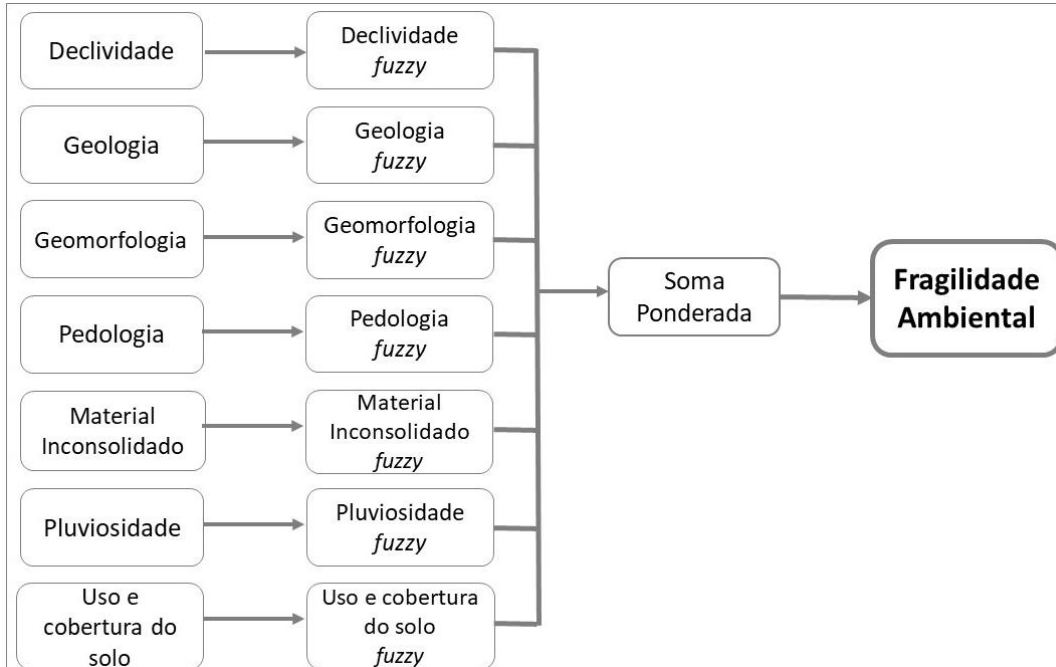 Declividade
Declividade
fuzzy
Geologia
Geologia
fuzzy
Geomorfologia
Geomorfologia
fuzzy
Pedologia
Pedologia
fuzzy
Material
Inconsolidado
Material
Inconsolidado
fuzzy
Pluviosidade
Pluviosidade
fuzzy
Uso e
cobertura do
solo
Uso e cobertura
do solo
fuzzy
Soma
Ponderada
Fragilidade
Ambiental